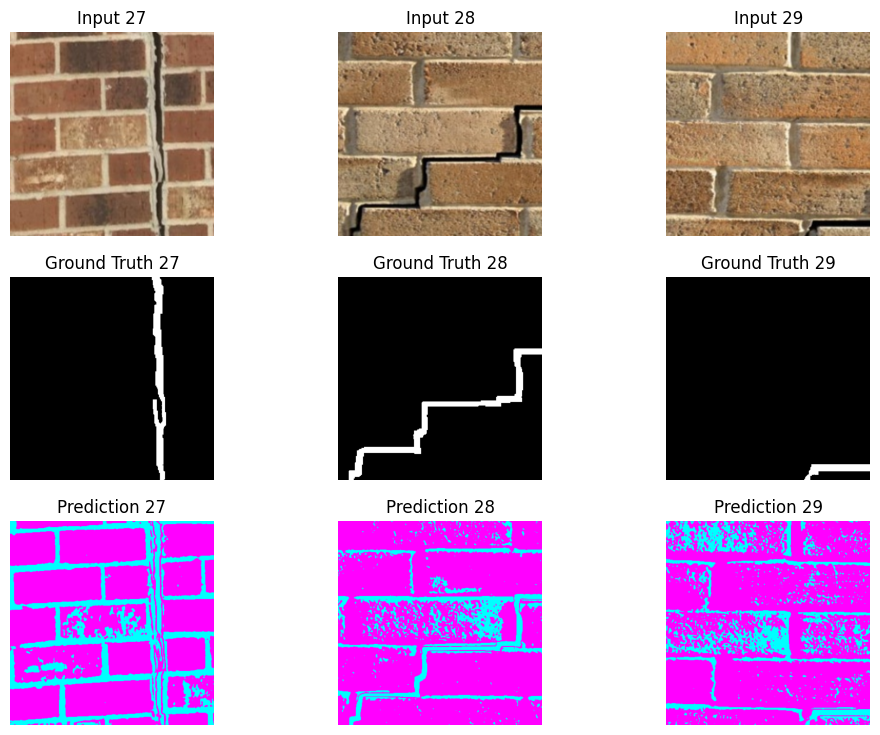 Input 27
Input 28
Input 29
Ground Truth 27
Ground Truth 28
Ground Truth 29
Prediction 27
Prediction 28
Prediction 29